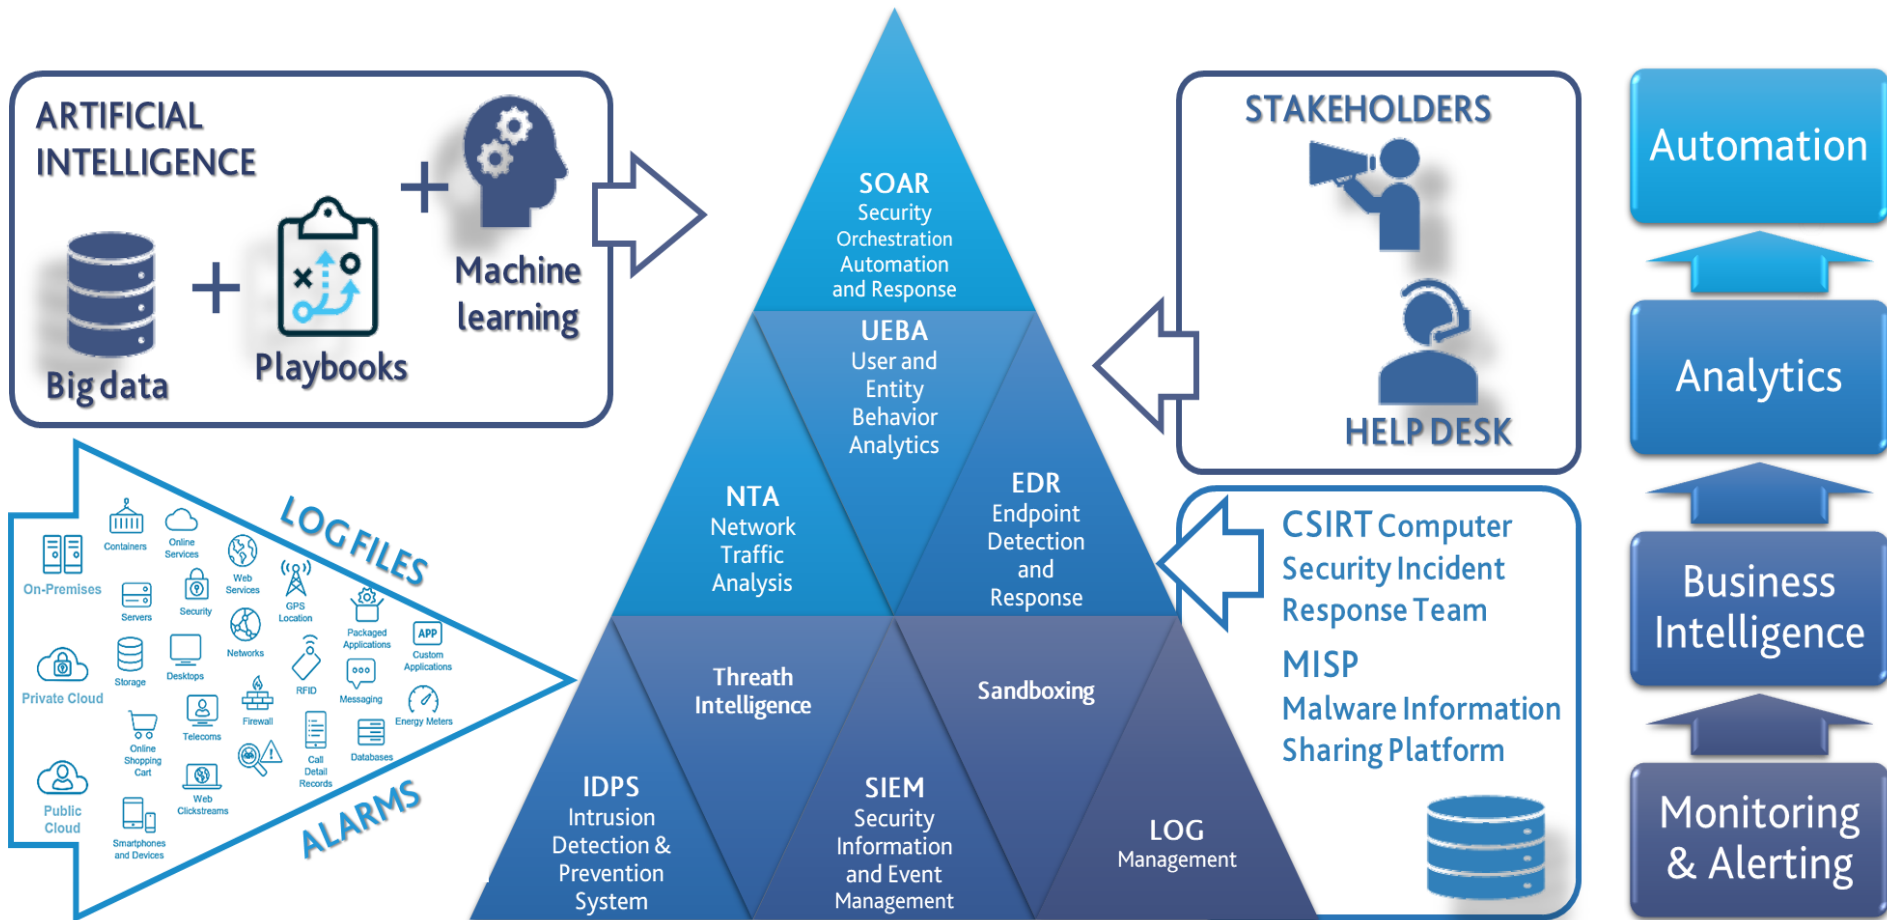 ARTIFICIAL
INTELLIGENCE
Big data
Playbooks
Machine
learning
LOG FILES
ALARMS
On-Premises
Private Cloud
Public
Cloud
Containers
Online
Services
Web
Services
Servers
Security
GPS
Location
Packaged
Applications
APP
Custom
Applications
Storage
Desktops
Networks
RFID
Messaging
Energy Meters
Online
Shopping
Cart
Telecoms
Firewall
Call
Detail
Records
Databases
Web
Clickstreams
Smartphones
and Devices
SOAR
Security
Orchestration
Automation
and Response
UEBA
User and
Entity
Behavior
Analytics
NTA
Network
Traffic
Analysis
EDR
Endpoint
Detection
and
Response
Threath
Intelligence
Sandboxing
IDPS
Intrusion
Detection &
Prevention
System
SIEM
Security
Information
and Event
Management
LOG
Management
STAKEHOLDERS
HELP DESK
CSIRT Computer
Security Incident
Response Team
MISP
Malware Information
Sharing Platform
Automation
Analytics
Business
Intelligence
Monitoring
& Alerting